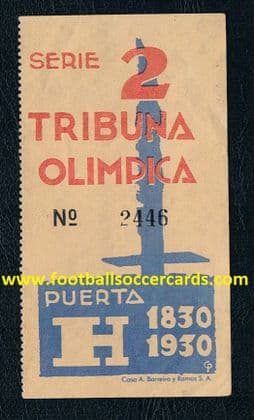 SERIE 2
TRIBUNA
OLIMPICA
Nº 2446
www.footballsoccercards.com
PUERTA
H 1830
1930
Casa A. Barreiro y Ramos S. A.